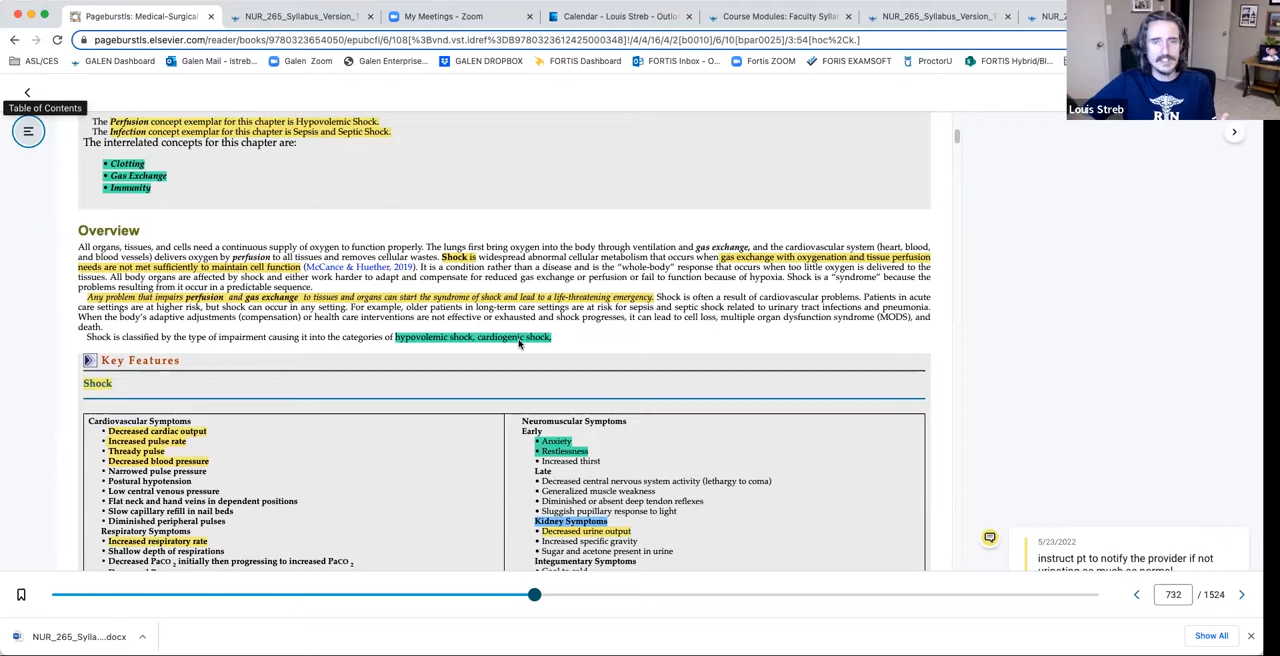 Pageburstls: Medical-Surgical
NUR_265_Syllabus_Version_1
My Meetings - Zoom
Calendar - Louis Streb - Outlo
Course Modules: Faculty Sylla
NUR_265_Syllabus_Version_1
NUR_2
pageburstls.elsevier.com/reader/books/9780323654050/epubcfi/6/108[%3Bvnd.vst.idref%3DB9780323612425000348]!/4/4/16/4/2[b0010]/6/10[bpar0025]/3:54[hoc%2Ck.]
ASL/CES
GALEN Dashboard
Galen Mail - lstreb...
Galen Zoom
Galen Enterprise...
GALEN DROPBOX
FORTIS Dashboard
FORTIS Inbox - O...
Fortis ZOOM
FORIS EXAMSOFT
ProctorU
FORTIS Hybrid/Bl...
Louis Streb
Table of Contents
The Perfusion concept exemplar for this chapter is Hypovolemic Shock.
The Infection concept exemplar for this chapter is Sepsis and Septic Shock.
The interrelated concepts for this chapter are:
• Clotting
• Gas Exchange
• Immunity
Overview
All organs, tissues, and cells need a continuous supply of oxygen to function properly. The lungs first bring oxygen into the body through ventilation and gas exchange, and the cardiovascular system (heart, blood,
and blood vessels) delivers oxygen by perfusion to all tissues and removes cellular wastes. Shock is widespread abnormal cellular metabolism that occurs when gas exchange with oxygenation and tissue perfusion
needs are not met sufficiently to maintain cell function (McCance & Huether, 2019). It is a condition rather than a disease and is the "whole-body" response that occurs when too little oxygen is delivered to the
tissues. All body organs are affected by shock and either work harder to adapt and compensate for reduced gas exchange or perfusion or fail to function because of hypoxia. Shock is a "syndrome" because the
problems resulting from it occur in a predictable sequence.
Any problem that impairs perfusion and gas exchange to tissues and organs can start the syndrome of shock and lead to a life-threatening emergency. Shock is often a result of cardiovascular problems. Patients in acute
care settings are at higher risk, but shock can occur in any setting. For example, older patients in long-term care settings are at risk for sepsis and septic shock related to urinary tract infections and pneumonia.
When the body's adaptive adjustments (compensation) or health care interventions are not effective or exhausted and shock progresses, it can lead to cell loss, multiple organ dysfunction syndrome (MODS), and
death.
Shock is classified by the type of impairment causing it into the categories of hypovolemic shock, cardiogenic shock,
Key Features
Shock
Cardiovascular Symptoms
• Decreased cardiac output
• Increased pulse rate
• Thready pulse
• Decreased blood pressure
• Narrowed pulse pressure
• Postural hypotension
• Low central venous pressure
• Flat neck and hand veins in dependent positions
• Slow capillary refill in nail beds
• Diminished peripheral pulses
Respiratory Symptoms
• Increased respiratory rate
• Shallow depth of respirations
• Decreased PaCO2 initially then progressing to increased PaCO2
Neuromuscular Symptoms
Early
• Anxiety
• Restlessness
• Increased thirst
Late
• Decreased central nervous system activity (lethargy to coma)
• Generalized muscle weakness
• Diminished or absent deep tendon reflexes
• Sluggish pupillary response to light
Kidney Symptoms
• Decreased urine output
• Increased specific gravity
• Sugar and acetone present in urine
Integumentary Symptoms
5/23/2022
instruct pt to notify the provider if not
732 / 1524
NUR_265_Sylla....docx
Show All